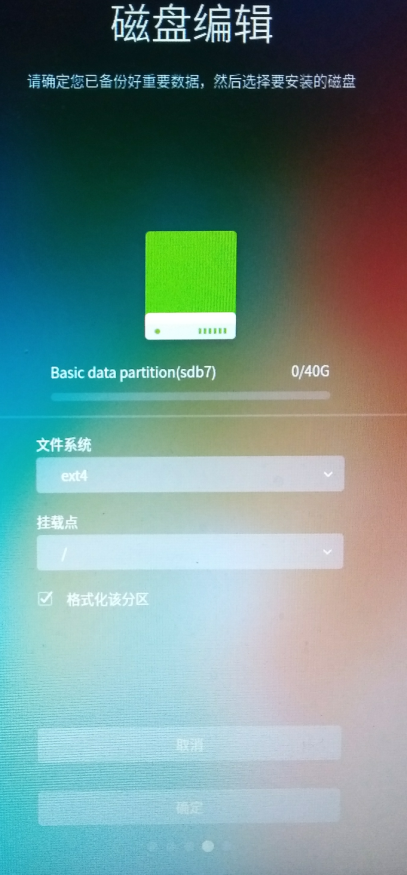 磁盘编辑
请确定您已备份好重要数据，然后选择要安装的磁盘
Basic data partition(sdb7) 0/40G
文件系统
ext4
挂载点
/
格式化该分区
取消
确定